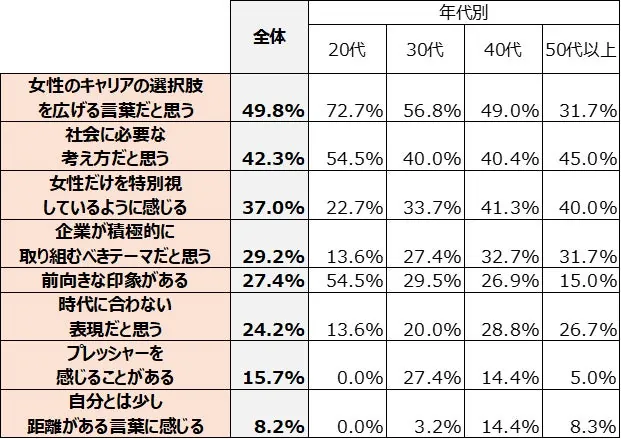 全体
年代別
20代 30代 40代 50代以上
女性のキャリアの選択肢
を広げる言葉だと思う 49.8% 72.7% 56.8% 49.0% 31.7%
社会に必要な
考え方だと思う 42.3% 54.5% 40.0% 40.4% 45.0%
女性だけを特別視
しているように感じる 37.0% 22.7% 33.7% 41.3% 40.0%
企業が積極的に
取り組むべきテーマだと思う 29.2% 13.6% 27.4% 32.7% 31.7%
前向きな印象がある 27.4% 54.5% 29.5% 26.9% 15.0%
時代に合わない
表現だと思う 24.2% 13.6% 20.0% 28.8% 26.7%
プレッシャーを
感じることがある 15.7% 0.0% 27.4% 14.4% 5.0%
自分とは少し
距離がある言葉に感じる 8.2% 0.0% 3.2% 14.4% 8.3%